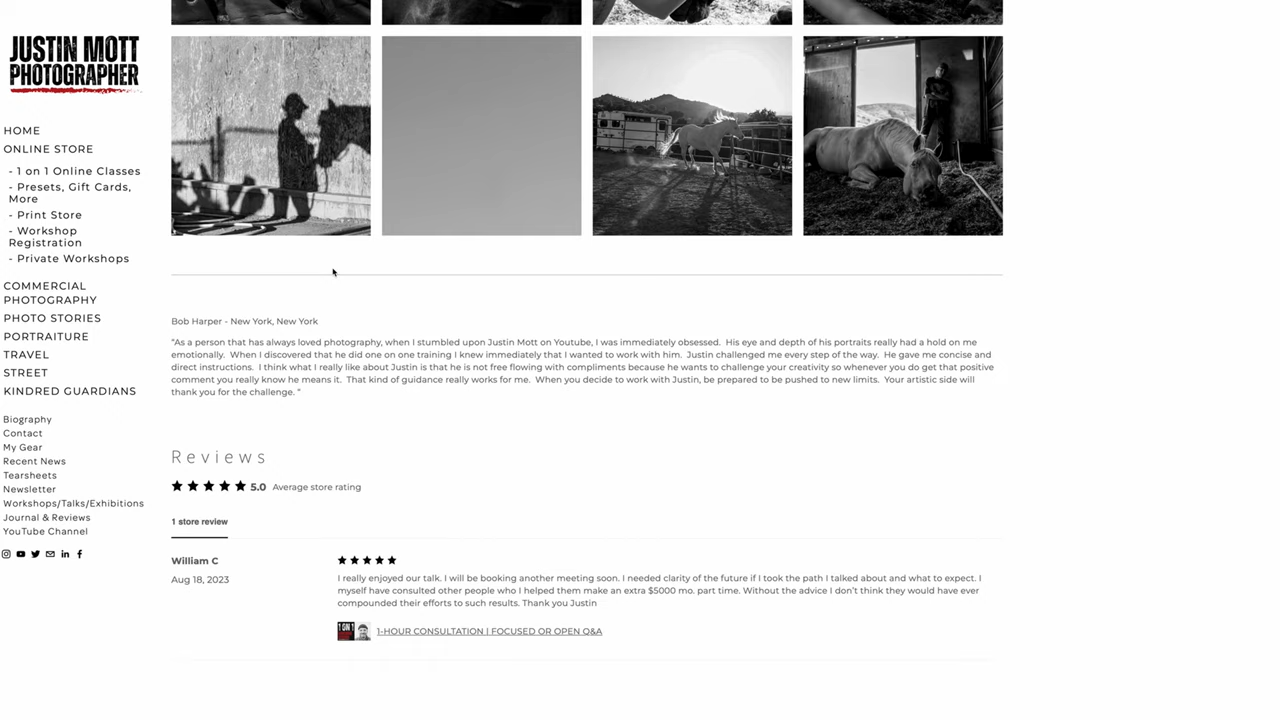 JUSTIN MOTT
PHOTOGRAPHER
HOME
ONLINE STORE
- 1 on 1 Online Classes
- Presets, Gift Cards,
More
- Print Store
- Workshop
Registration
- Private Workshops
COMMERCIAL
PHOTOGRAPHY
PHOTO STORIES
PORTRAITURE
TRAVEL
STREET
KINDRED GUARDIANS
Biography
Contact
My Gear
Recent News
Tearsheets
Newsletter
Workshops/Talks/Exhibitions
Journal & Reviews
YouTube Channel
Bob Harper - New York, New York
"As a person that has always loved photography, when I stumbled upon Justin Mott on Youtube, I was immediately obsessed.  His eye and depth of his portraits really had a hold on me
emotionally.  When I discovered that he did one on one training I knew immediately that I wanted to work with him.  Justin challenged me every step of the way.  He gave me concise and
direct instructions.  I think what I really like about Justin is that he is not free flowing with compliments because he wants to challenge your creativity so whenever you do get that positive
comment you really know he means it.  That kind of guidance really works for me.  When you decide to work with Justin, be prepared to be pushed to new limits.  Your artistic side will
thank you for the challenge. "
Reviews
5.0 Average store rating
1 store review
William C
Aug 18, 2023
I really enjoyed our talk. I will be booking another meeting soon. I needed clarity of the future if I took the path I talked about and what to expect. I
myself have consulted other people who I helped them make an extra $5000 mo. part time. Without the advice I don't think they would have ever
compounded their efforts to such results. Thank you Justin
1 ON 1
1-HOUR CONSULTATION | FOCUSED OR OPEN Q&A